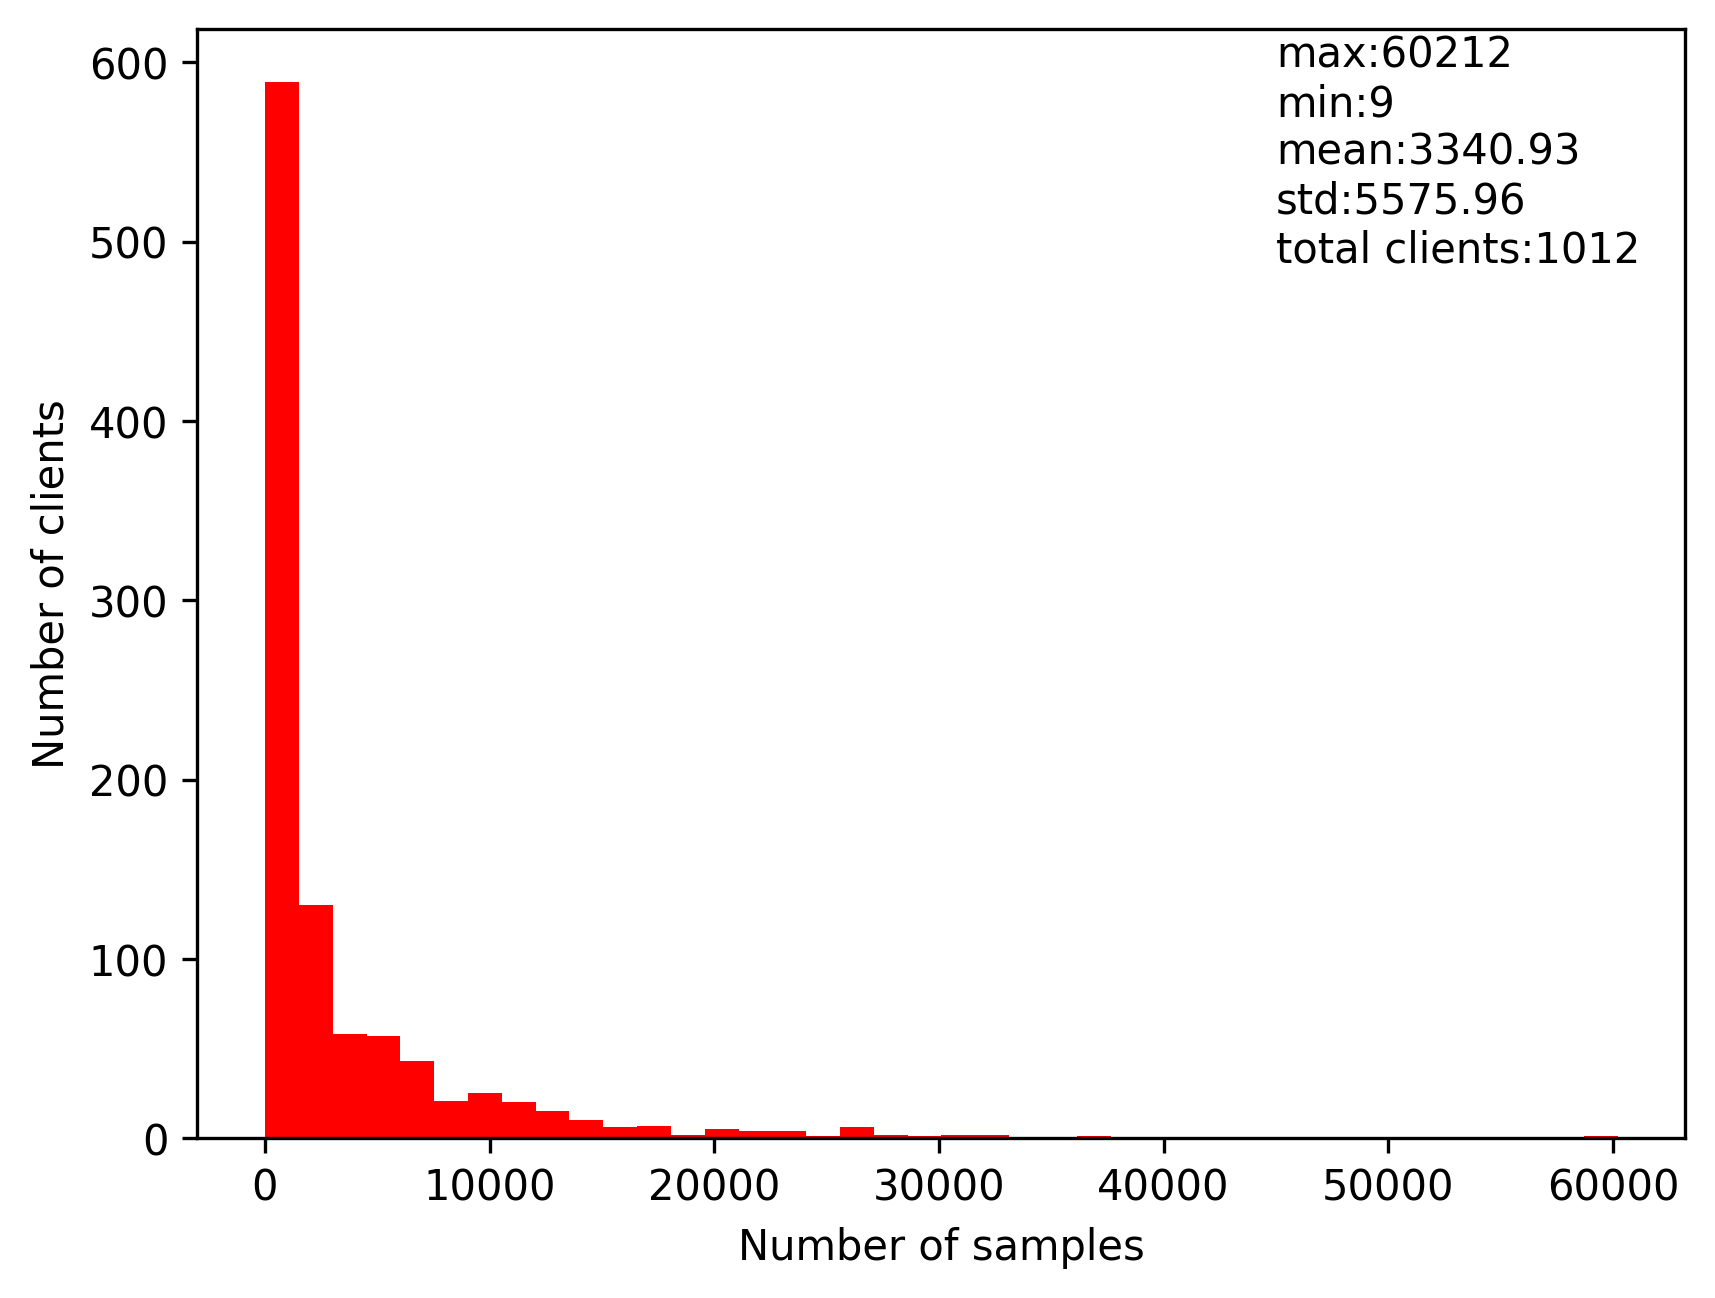 max:60212
min:9
mean:3340.93
std:5575.96
total clients:1012
600
500
400
300
200
100
0
Number of clients
0 10000 20000 30000 40000 50000 60000
Number of samples